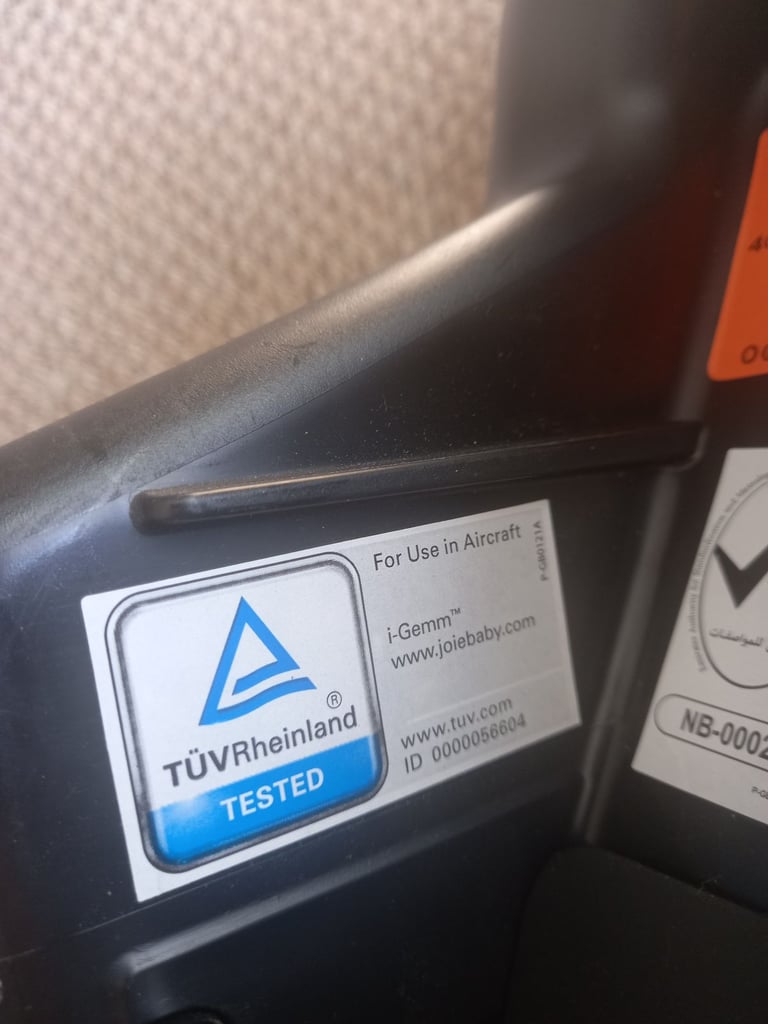 For Use in Aircraft
P-GB0121A
i-Gemm™
www.joiebaby.com
www.tuv.com
ID 0000056604
®
TÜVRheinland
TESTED
NB-0002